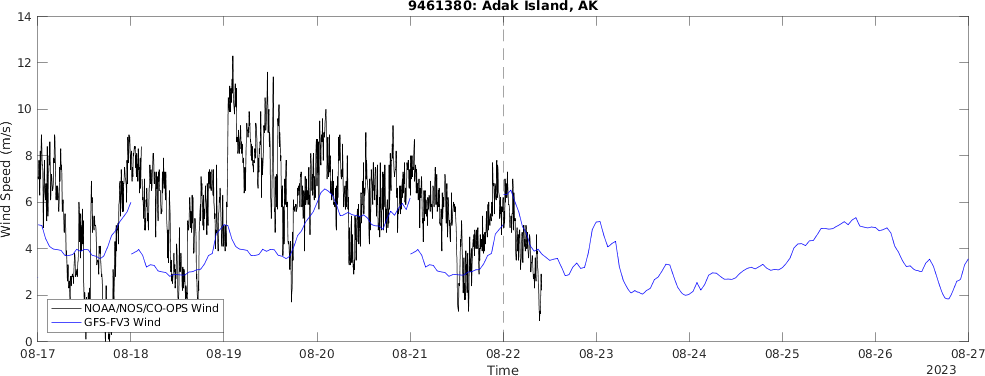 9461380: Adak Island, AK
Wind Speed (m/s)
14
12
10
8
6
4
2
0
NOAA/NOS/CO-OPS Wind
GFS-FV3 Wind
08-17 08-18 08-19 08-20 08-21 08-22 08-23 08-24 08-25 08-26 08-27
Time
2023